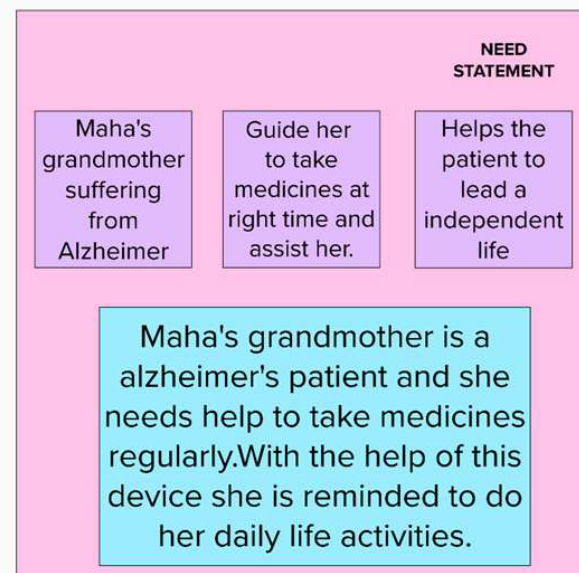 NEED
STATEMENT
Maha's
grandmother
suffering
from
Alzheimer
Guide her
to take
medicines at
right time and
assist her.
Helps the
patient to
lead a
independent
life
Maha's grandmother is a
alzheimer's patient and she
needs help to take medicines
regularly.With the help of this
device she is reminded to do
her daily life activities.